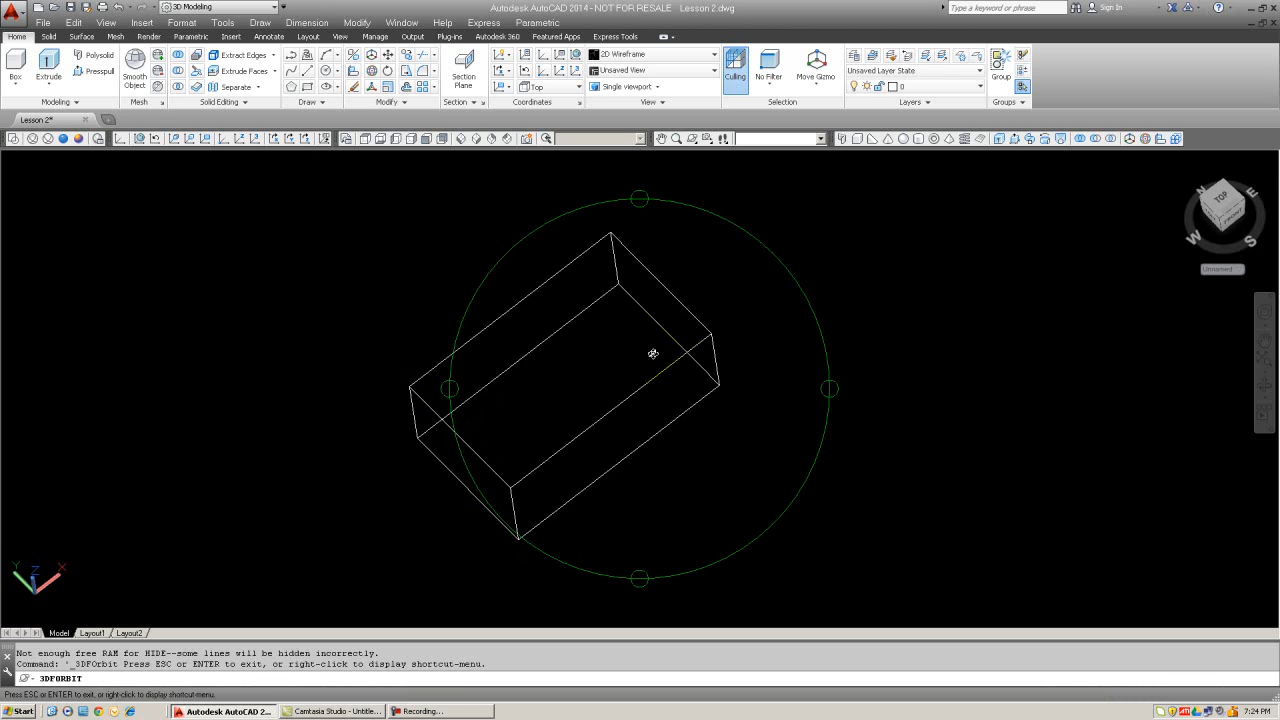 Autodesk AutoCAD 2014 - NOT FOR RESALE   Lesson 2.dwg
3D Modeling
Type a keyword or phrase
Sign In
File Edit View Insert Format Tools Draw Dimension Modify Window Help Express Parametric
Home Solid Surface Mesh Render Parametric Insert Annotate Layout View Manage Output Plug-ins Autodesk 360 Featured Apps Express Tools
Box
Extrude
Polysolid
Presspull
Smooth Object
Extract Edges
Extrude Faces
Separate
Section Plane
Top
2D Wireframe
Unsaved View
Single viewport
Culling
No Filter
Move Gizmo
Unsaved Layer State
0
Group
Modeling Mesh Solid Editing Draw Modify Section Coordinates View Selection Layers Groups
Lesson 2*
N E
TOP
FRONT
W S
Unnamed
Y Z X
Model Layout1 Layout2
Not enough free RAM for HIDE--some lines will be hidden incorrectly.
Command: '_3DFOrbit Press ESC or ENTER to exit, or right-click to display shortcut-menu.
3DFORBIT
Press ESC or ENTER to exit, or right-click to display shortcut-menu.
Start
Autodesk AutoCAD 2...
Camtasia Studio - Untitle...
Recording...
7:24 PM